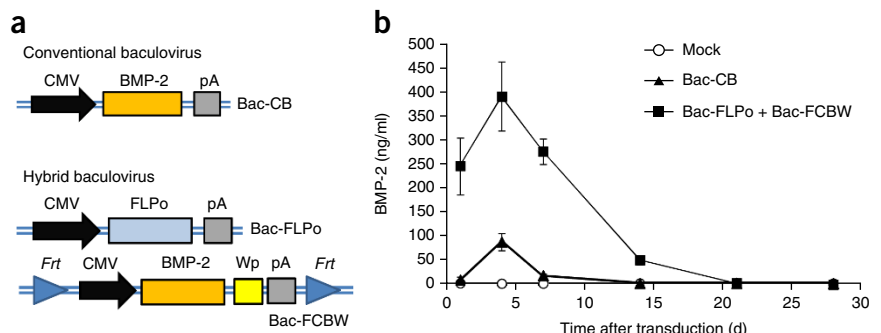 a
Conventional baculovirus
CMV BMP-2 pA
Bac-CB
Hybrid baculovirus
CMV FLPo pA
Bac-FLPo
Frt CMV BMP-2 Wp pA Frt
Bac-FCBW
b
500
450
400
350
300
250
200
150
100
50
0
BMP-2 (ng/ml)
Mock
Bac-CB
Bac-FLPo + Bac-FCBW
0 5 10 15 20 25 30
Time after transduction (d)